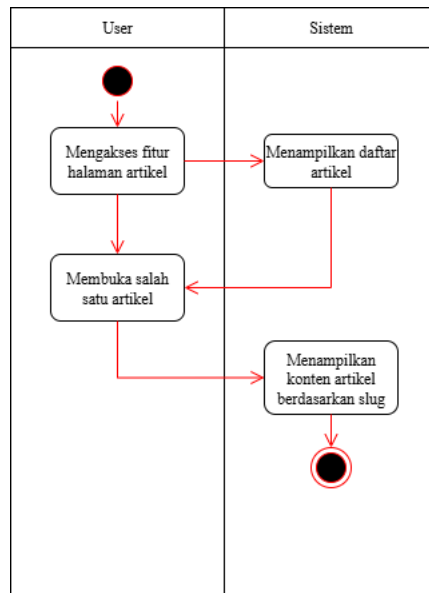 User
Sistem
Mengakses fitur
halaman artikel
Menampilkan daftar
artikel
Membuka salah
satu artikel
Menampilkan
konten artikel
berdasarkan slug